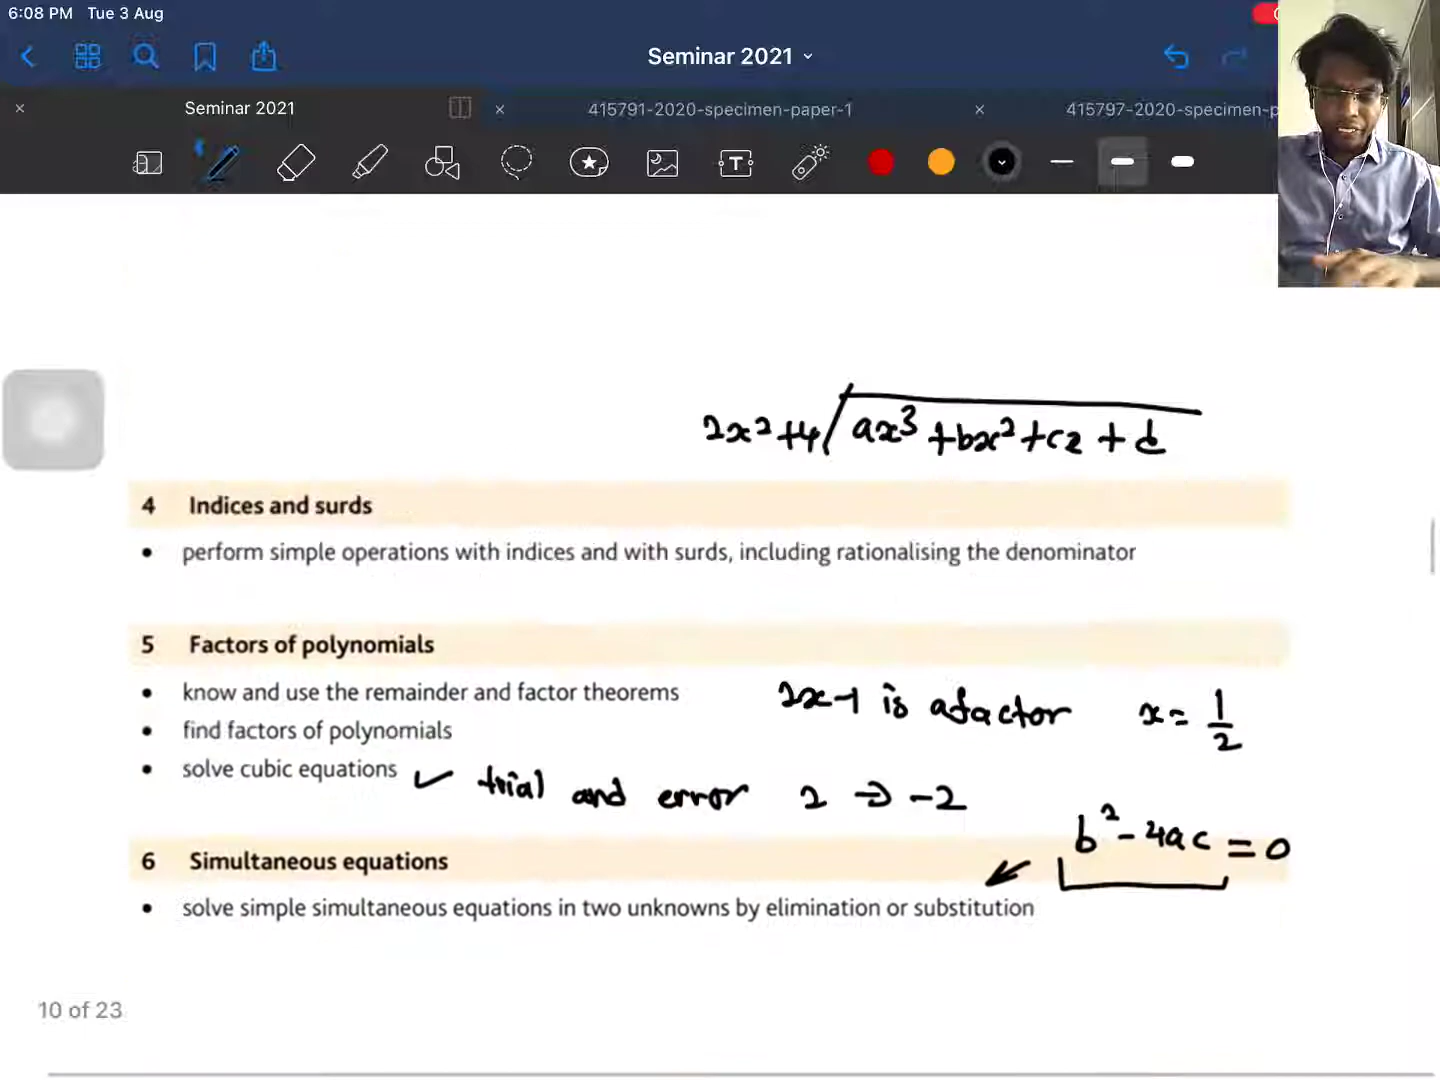 6:08 PM Tue 3 Aug
Seminar 2021
Seminar 2021
415791-2020-specimen-paper-1
415797-2020-specimen-p
T
2x²+4 ax³ +bx²+cx + d
4 Indices and surds
• perform simple operations with indices and with surds, including rationalising the denominator
5 Factors of polynomials
• know and use the remainder and factor theorems
2x-1 is a factor x = 1/2
• find factors of polynomials
• solve cubic equations ✓ trial and error 2 → -2
b² - 4ac = 0
6 Simultaneous equations
• solve simple simultaneous equations in two unknowns by elimination or substitution
10 of 23